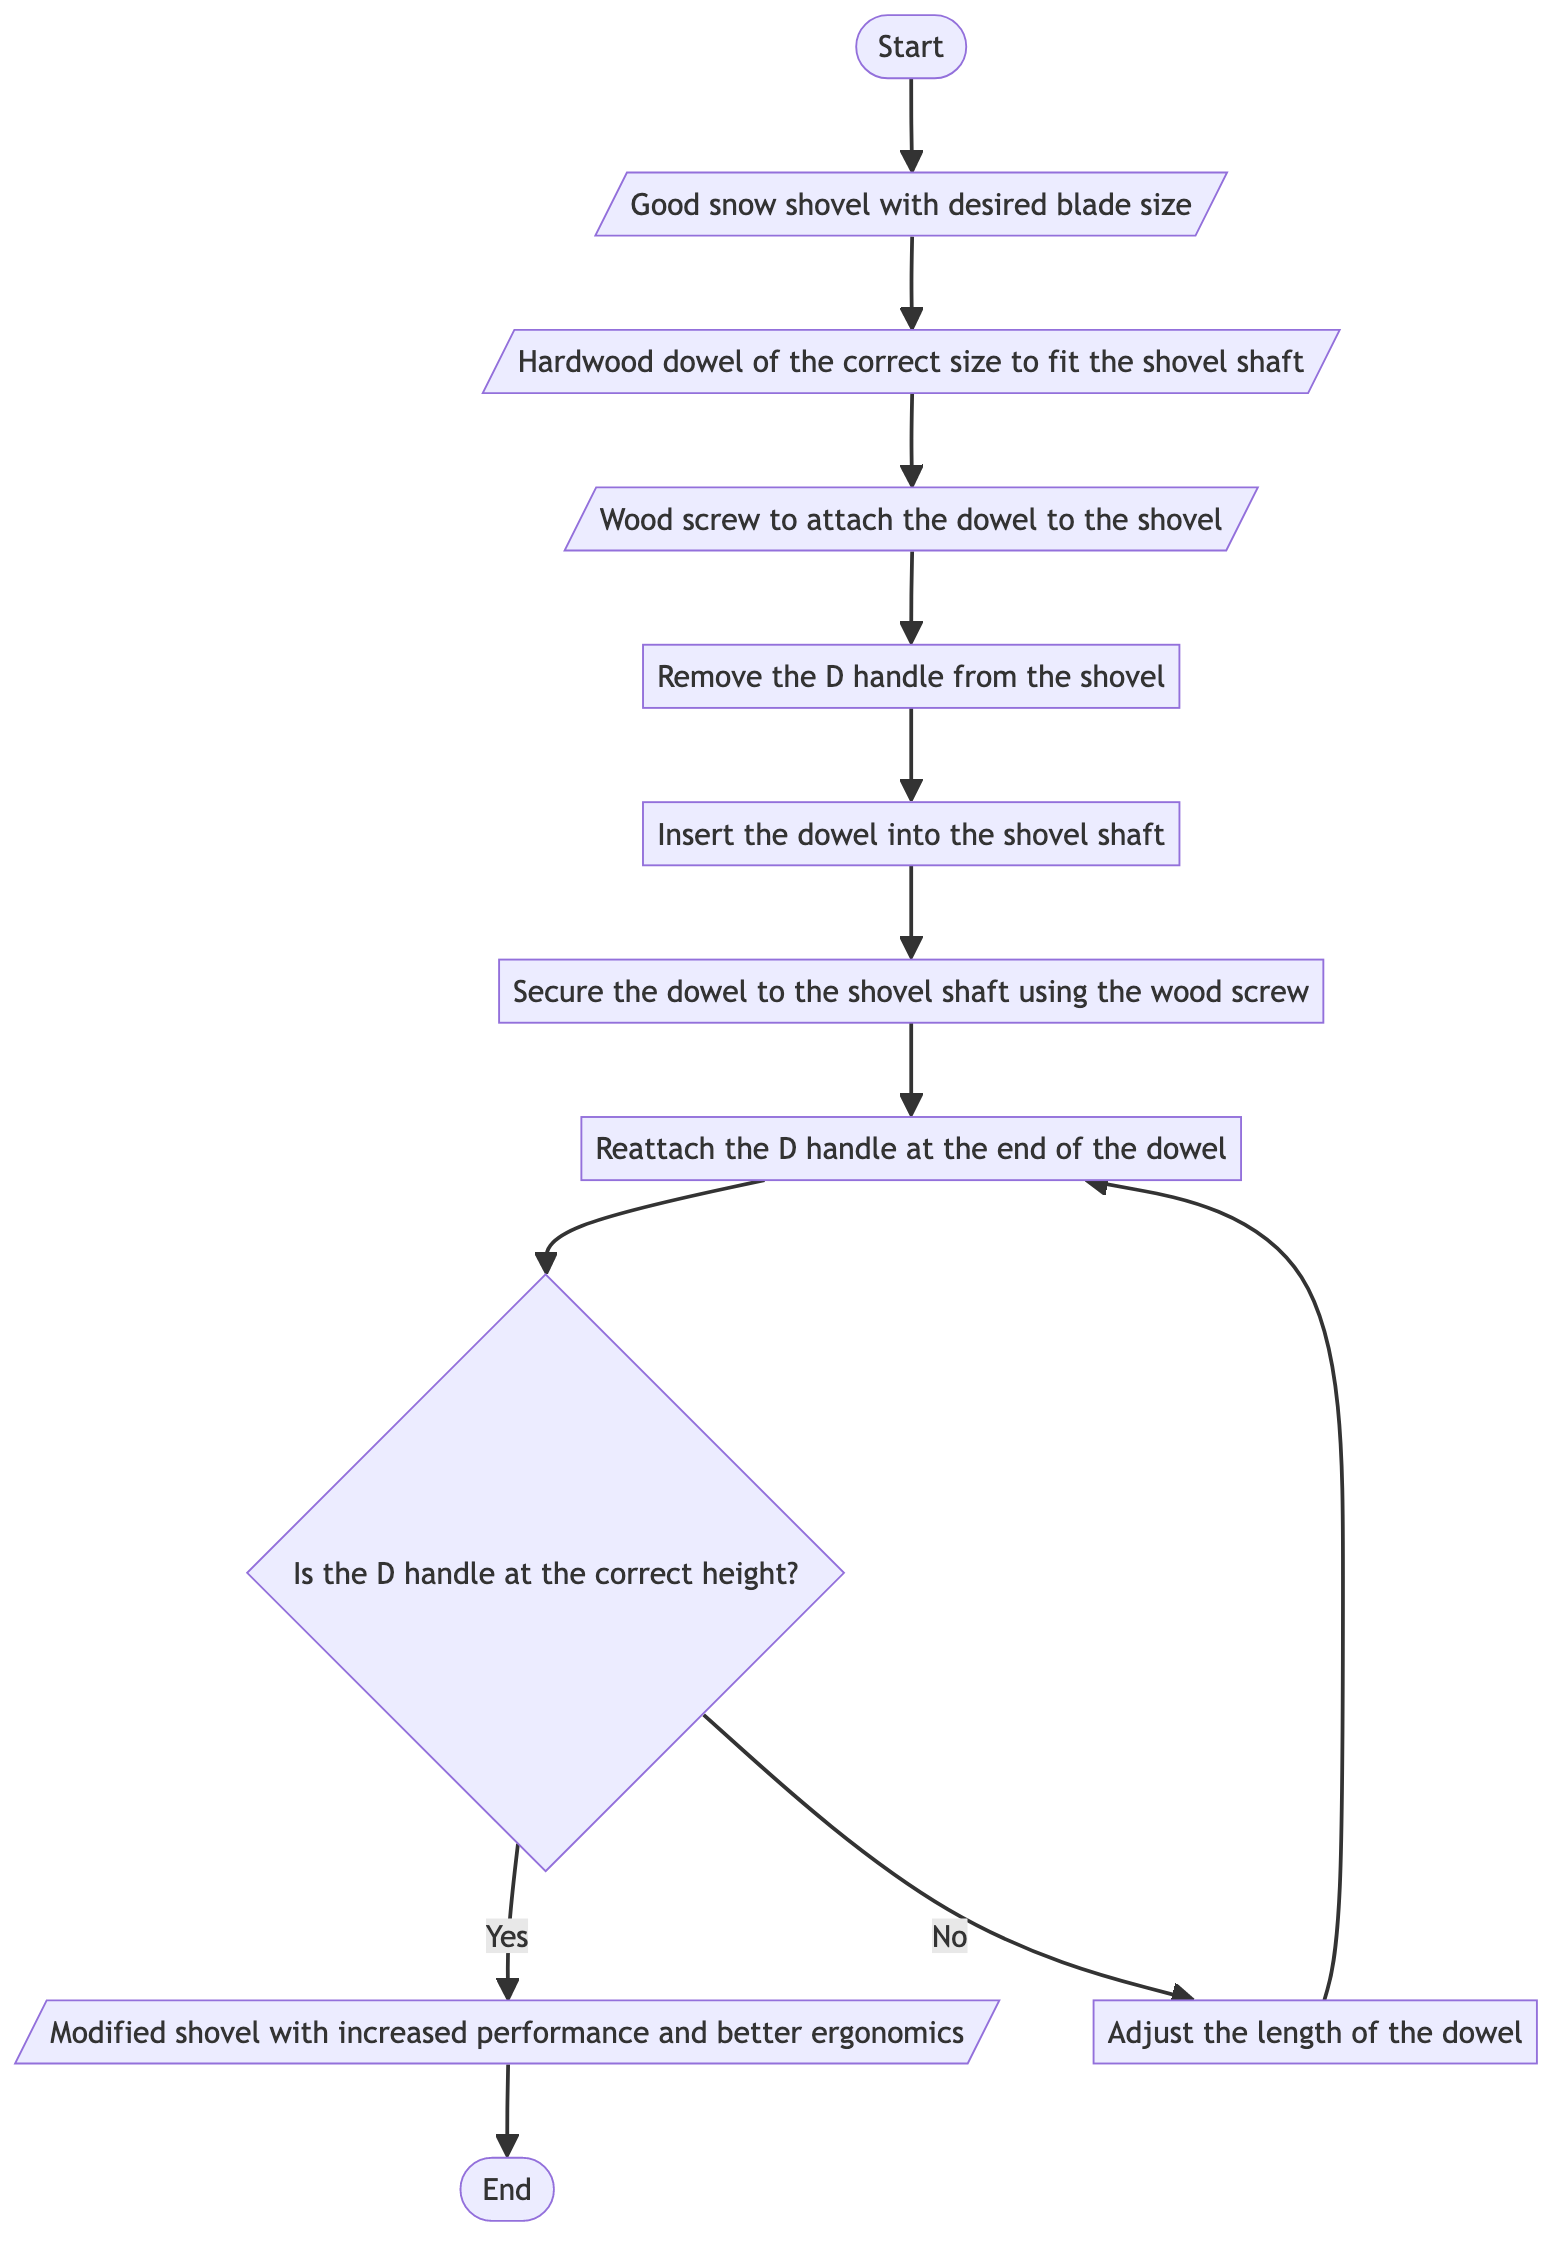 Start
Good snow shovel with desired blade size
Hardwood dowel of the correct size to fit the shovel shaft
Wood screw to attach the dowel to the shovel
Remove the D handle from the shovel
Insert the dowel into the shovel shaft
Secure the dowel to the shovel shaft using the wood screw
Reattach the D handle at the end of the dowel
Is the D handle at the correct height?
Yes
No
Modified shovel with increased performance and better ergonomics
Adjust the length of the dowel
End